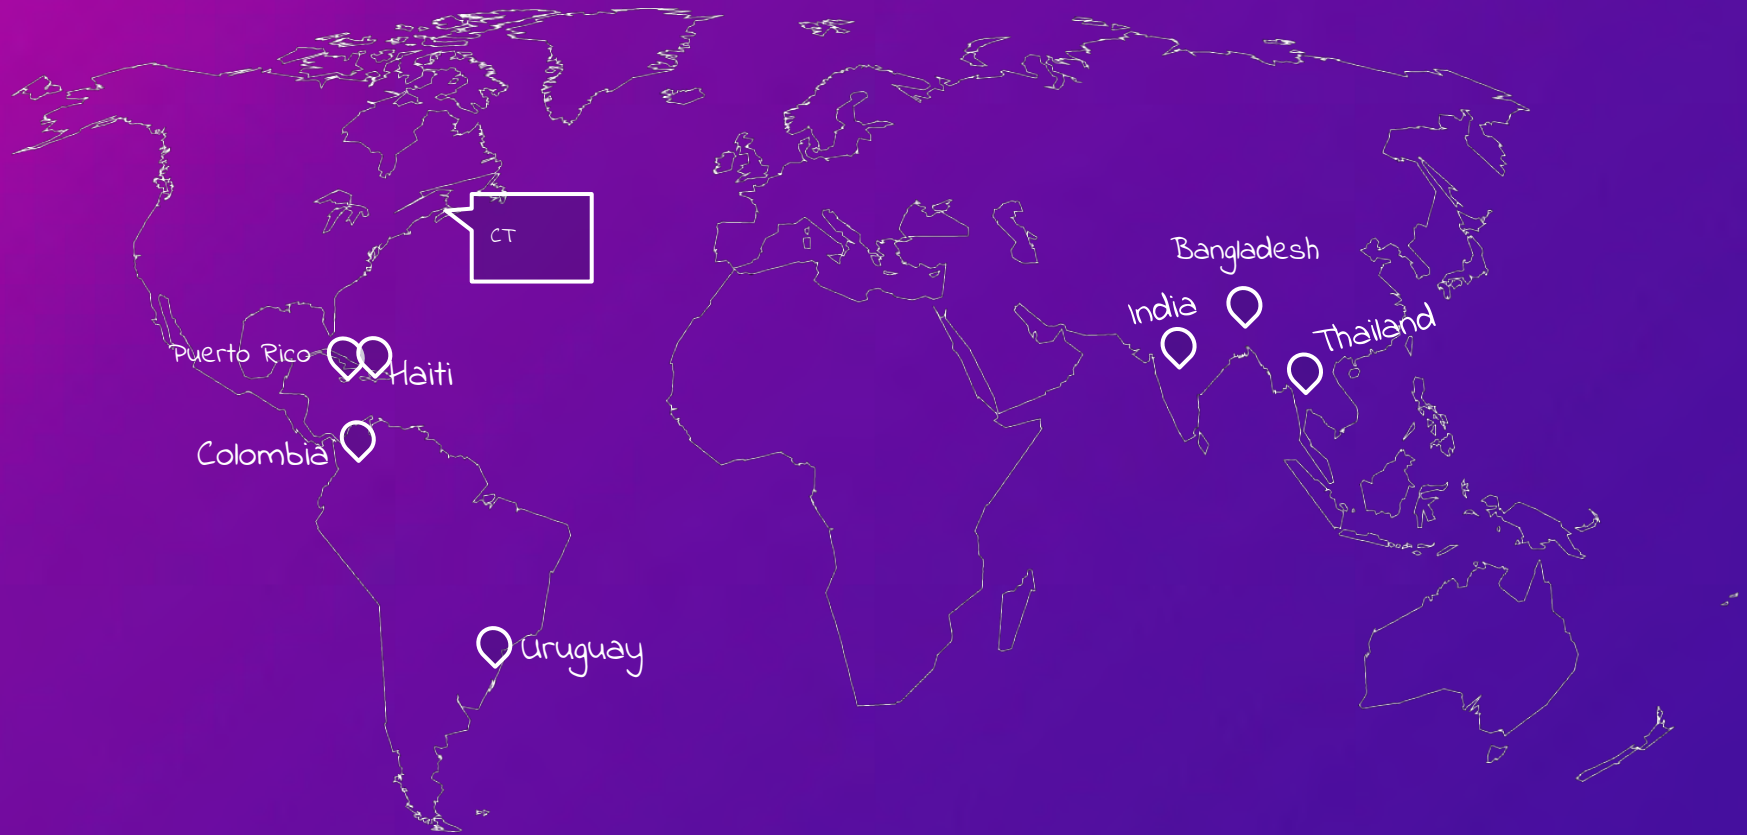 CT
Bangladesh
India
Thailand
Puerto Rico
Haiti
Colombia
Uruguay